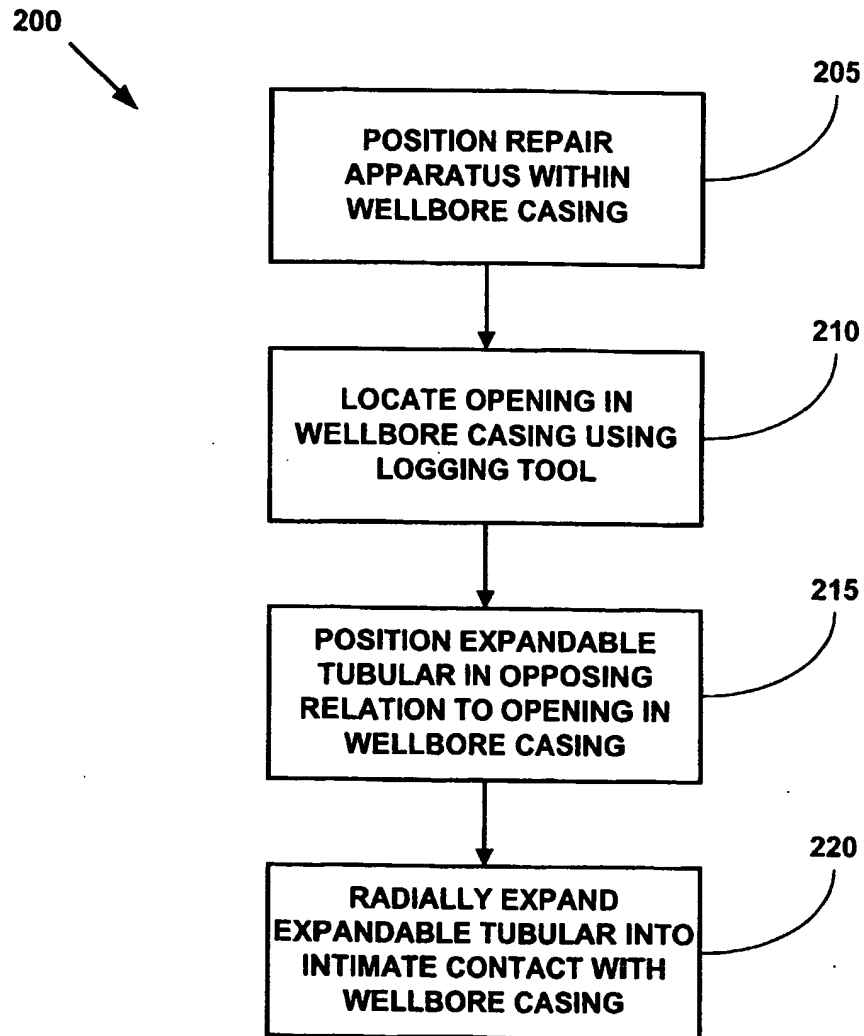 200
205
POSITION REPAIR
APPARATUS WITHIN
WELLBORE CASING
210
LOCATE OPENING IN
WELLBORE CASING USING
LOGGING TOOL
215
POSITION EXPANDABLE
TUBULAR IN OPPOSING
RELATION TO OPENING IN
WELLBORE CASING
220
RADIALLY EXPAND
EXPANDABLE TUBULAR INTO
INTIMATE CONTACT WITH
WELLBORE CASING